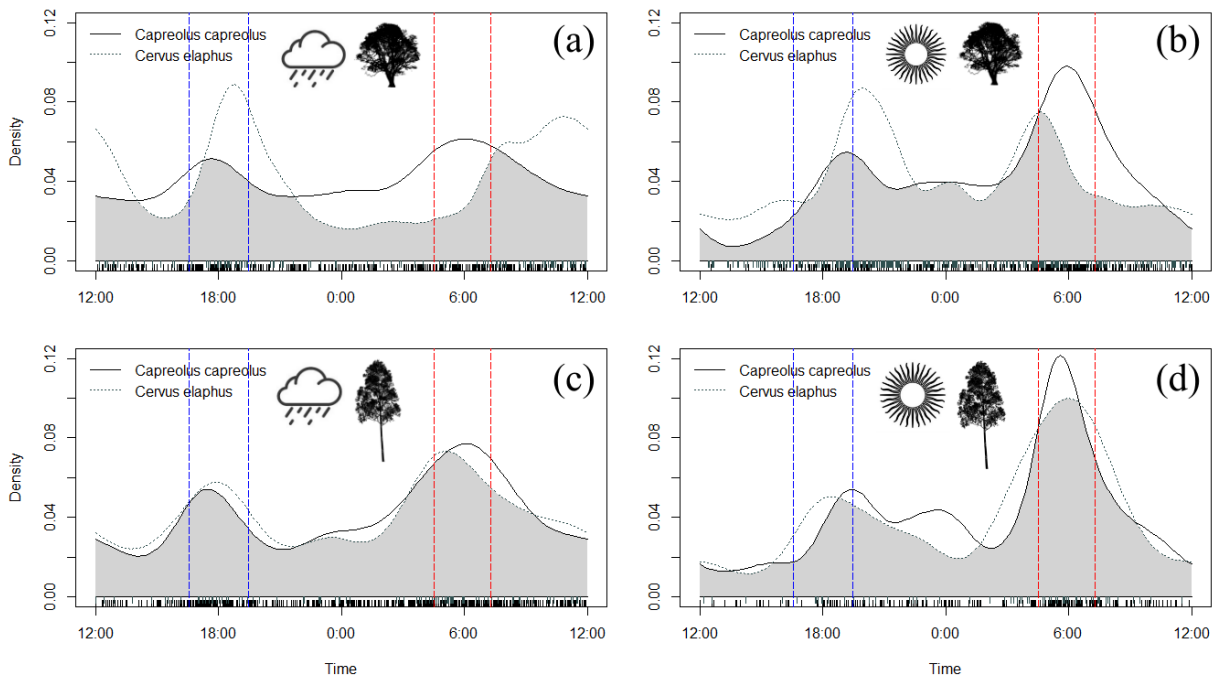 Capreolus capreolus
Cervus elaphus
(a)
Density
0.00 0.04 0.08 0.12
12:00 18:00 0:00 6:00 12:00
Capreolus capreolus
Cervus elaphus
(b)
0.00 0.04 0.08 0.12
12:00 18:00 0:00 6:00 12:00
Capreolus capreolus
Cervus elaphus
(c)
Density
0.00 0.04 0.08 0.12
12:00 18:00 0:00 6:00 12:00
Time
Capreolus capreolus
Cervus elaphus
(d)
0.00 0.04 0.08 0.12
12:00 18:00 0:00 6:00 12:00
Time